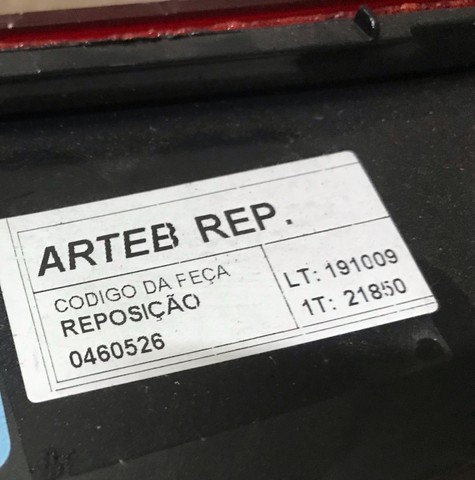 ARTEB REP.
CODIGO DA FEÇA
REPOSIÇÃO
0460526
LT: 191009
1T: 21850